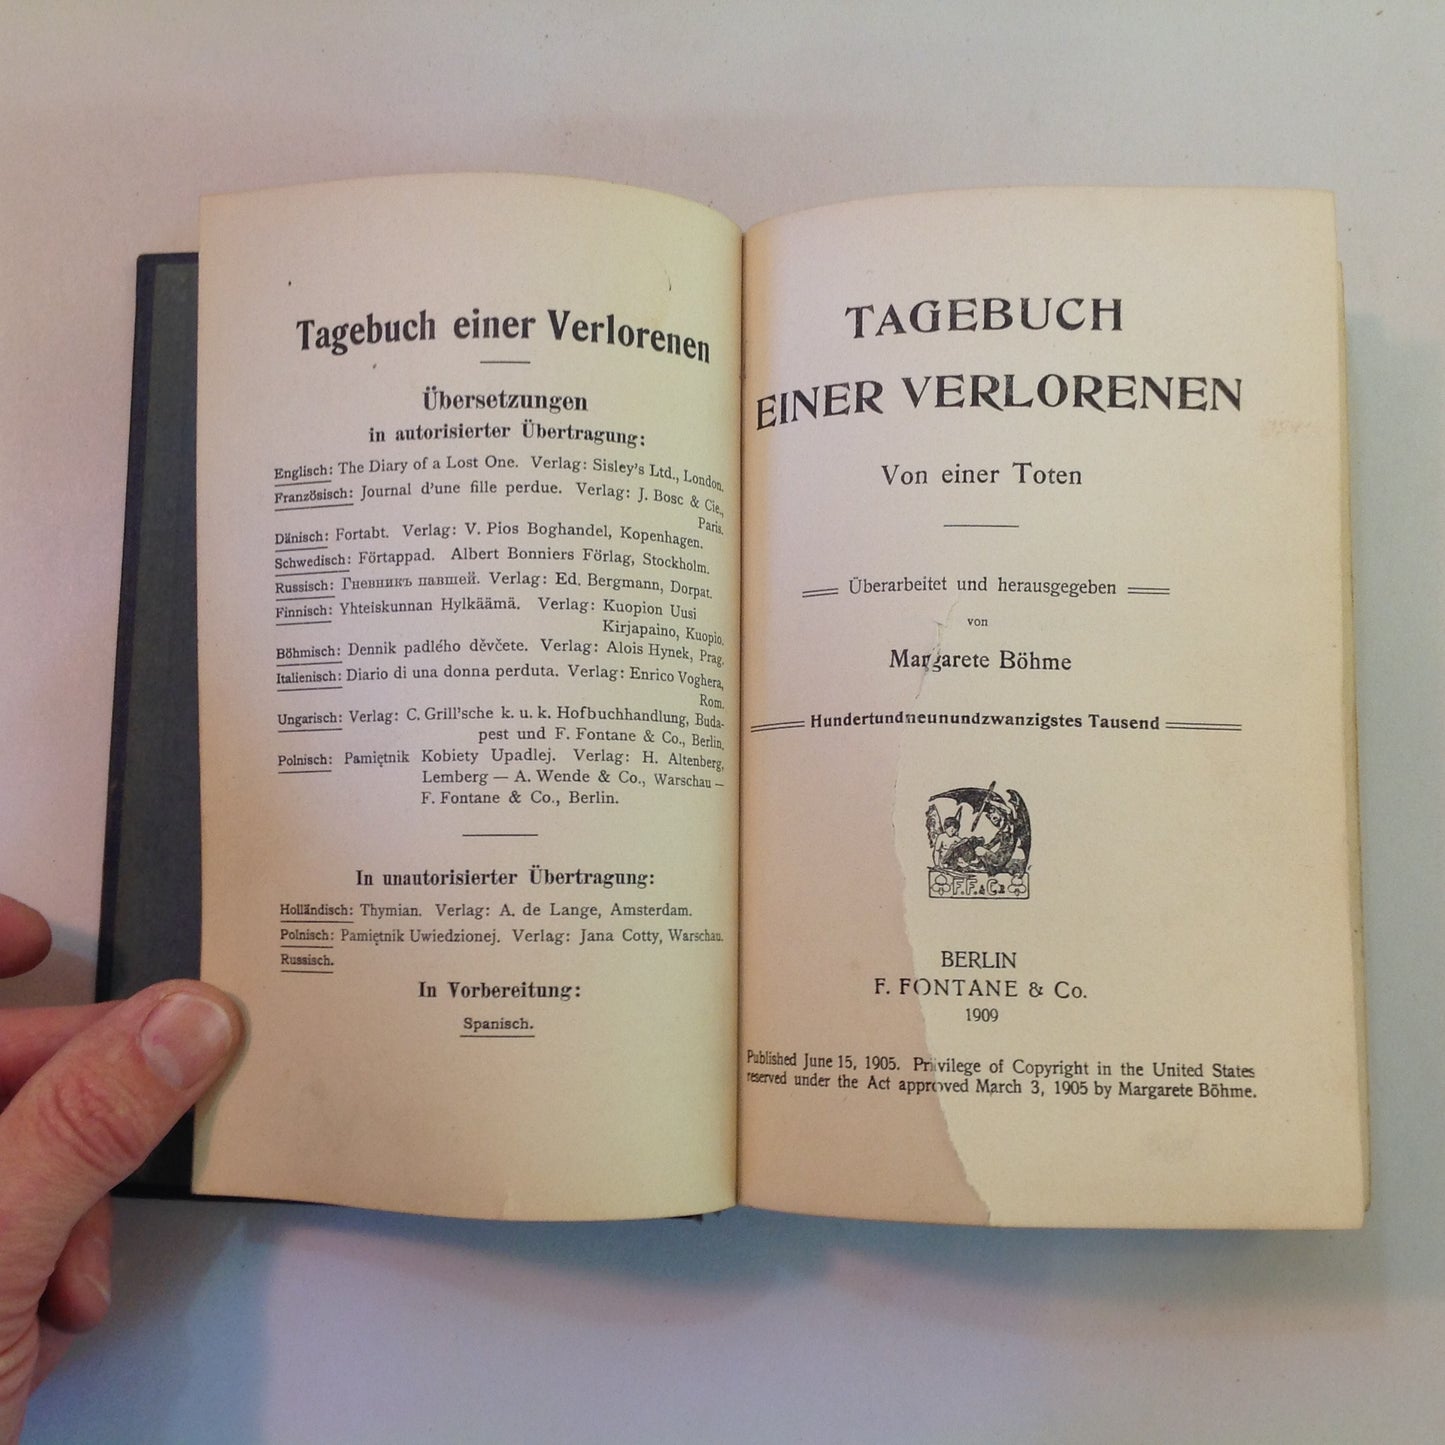 Tagebuch einer Verlorenen
Übersetzungen
in autorisierter Übertragung:
Englisch: The Diary of a Lost One. Verlag: Sisley's Ltd., London.
Französisch: Journal d'une fille perdue. Verlag: J. Bosc & Cie.,
Paris.
Dänisch: Fortabt. Verlag: V. Pios Boghandel, Kopenhagen.
Schwedisch: Förtappad. Albert Bonniers Förlag, Stockholm.
Russisch: Гневникъ павшей. Verlag: Ed. Bergmann, Dorpat.
Finnisch: Yhteiskunnan Hylkäämä. Verlag: Kuopion Uusi
Kirjapaino, Kuopio.
Böhmisch: Dennik padlého děvčete. Verlag: Alois Hynek, Prag.
Italienisch: Diario di una donna perduta. Verlag: Enrico Voghera,
Rom.
Ungarisch: Verlag: C. Grill'sche k. u. k. Hofbuchhandlung, Buda-
pest und F. Fontane & Co., Berlin.
Polnisch: Pamiętnik Kobiety Upadlej. Verlag: H. Altenberg,
Lemberg — A. Wende & Co., Warschau —
F. Fontane & Co., Berlin.
In unautorisierter Übertragung:
Holländisch: Thymian. Verlag: A. de Lange, Amsterdam.
Polnisch: Pamiętnik Uwiedzionej. Verlag: Jana Cotty, Warschau.
Russisch.
In Vorbereitung:
Spanisch.
TAGEBUCH
EINER VERLORENEN
Von einer Toten
Überarbeitet und herausgegeben
von
Margarete Böhme
Hundertundneunundzwanzigstes Tausend
F.F.&C°
BERLIN
F. FONTANE & Co.
1909
Published June 15, 1905. Privilege of Copyright in the United States
reserved under the Act approved March 3, 1905 by Margarete Böhme.